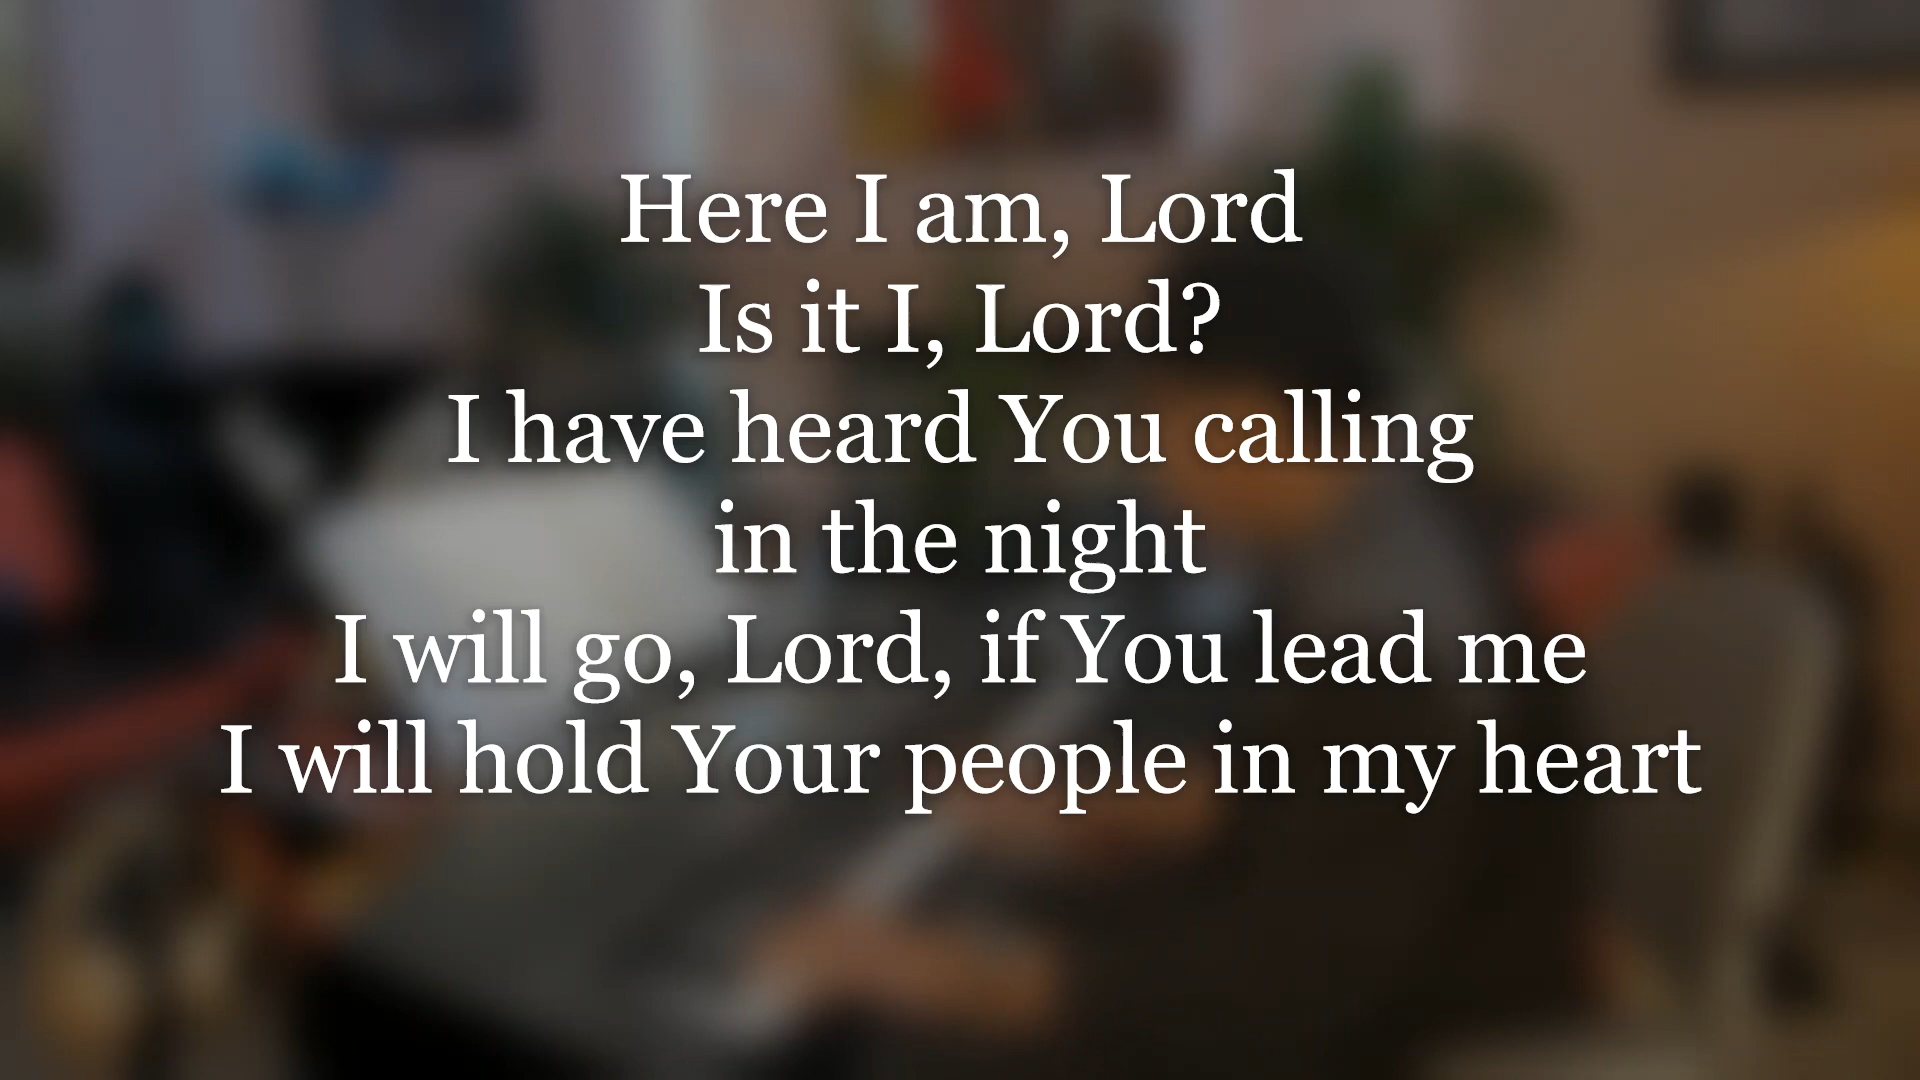 Here I am, Lord
Is it I, Lord?
I have heard You calling
in the night
I will go, Lord, if You lead me
I will hold Your people in my heart